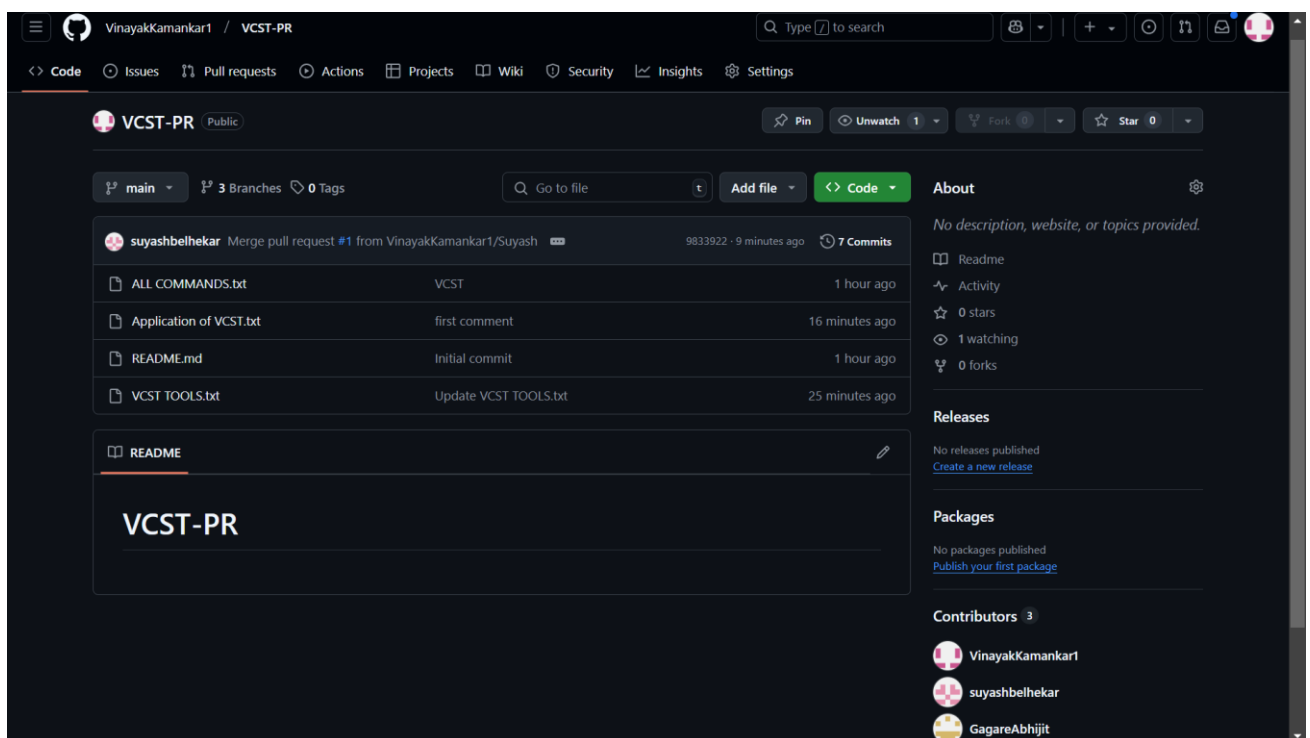 VinayakKamankar1 / VCST-PR
Type / to search
Code Issues Pull requests Actions Projects Wiki Security Insights Settings
VCST-PR Public
Pin Unwatch 1 Fork 0 Star 0
main 3 Branches 0 Tags
Go to file t
Add file Code
suyashbelhekar Merge pull request #1 from VinayakKamankar1/Suyash 9833922 · 9 minutes ago 7 Commits
ALL COMMANDS.txt VCST 1 hour ago
Application of VCST.txt first comment 16 minutes ago
README.md Initial commit 1 hour ago
VCST TOOLS.txt Update VCST TOOLS.txt 25 minutes ago
README
VCST-PR
About
No description, website, or topics provided.
Readme
Activity
0 stars
1 watching
0 forks
Releases
No releases published
Create a new release
Packages
No packages published
Publish your first package
Contributors 3
VinayakKamankar1
suyashbelhekar
GagareAbhijit